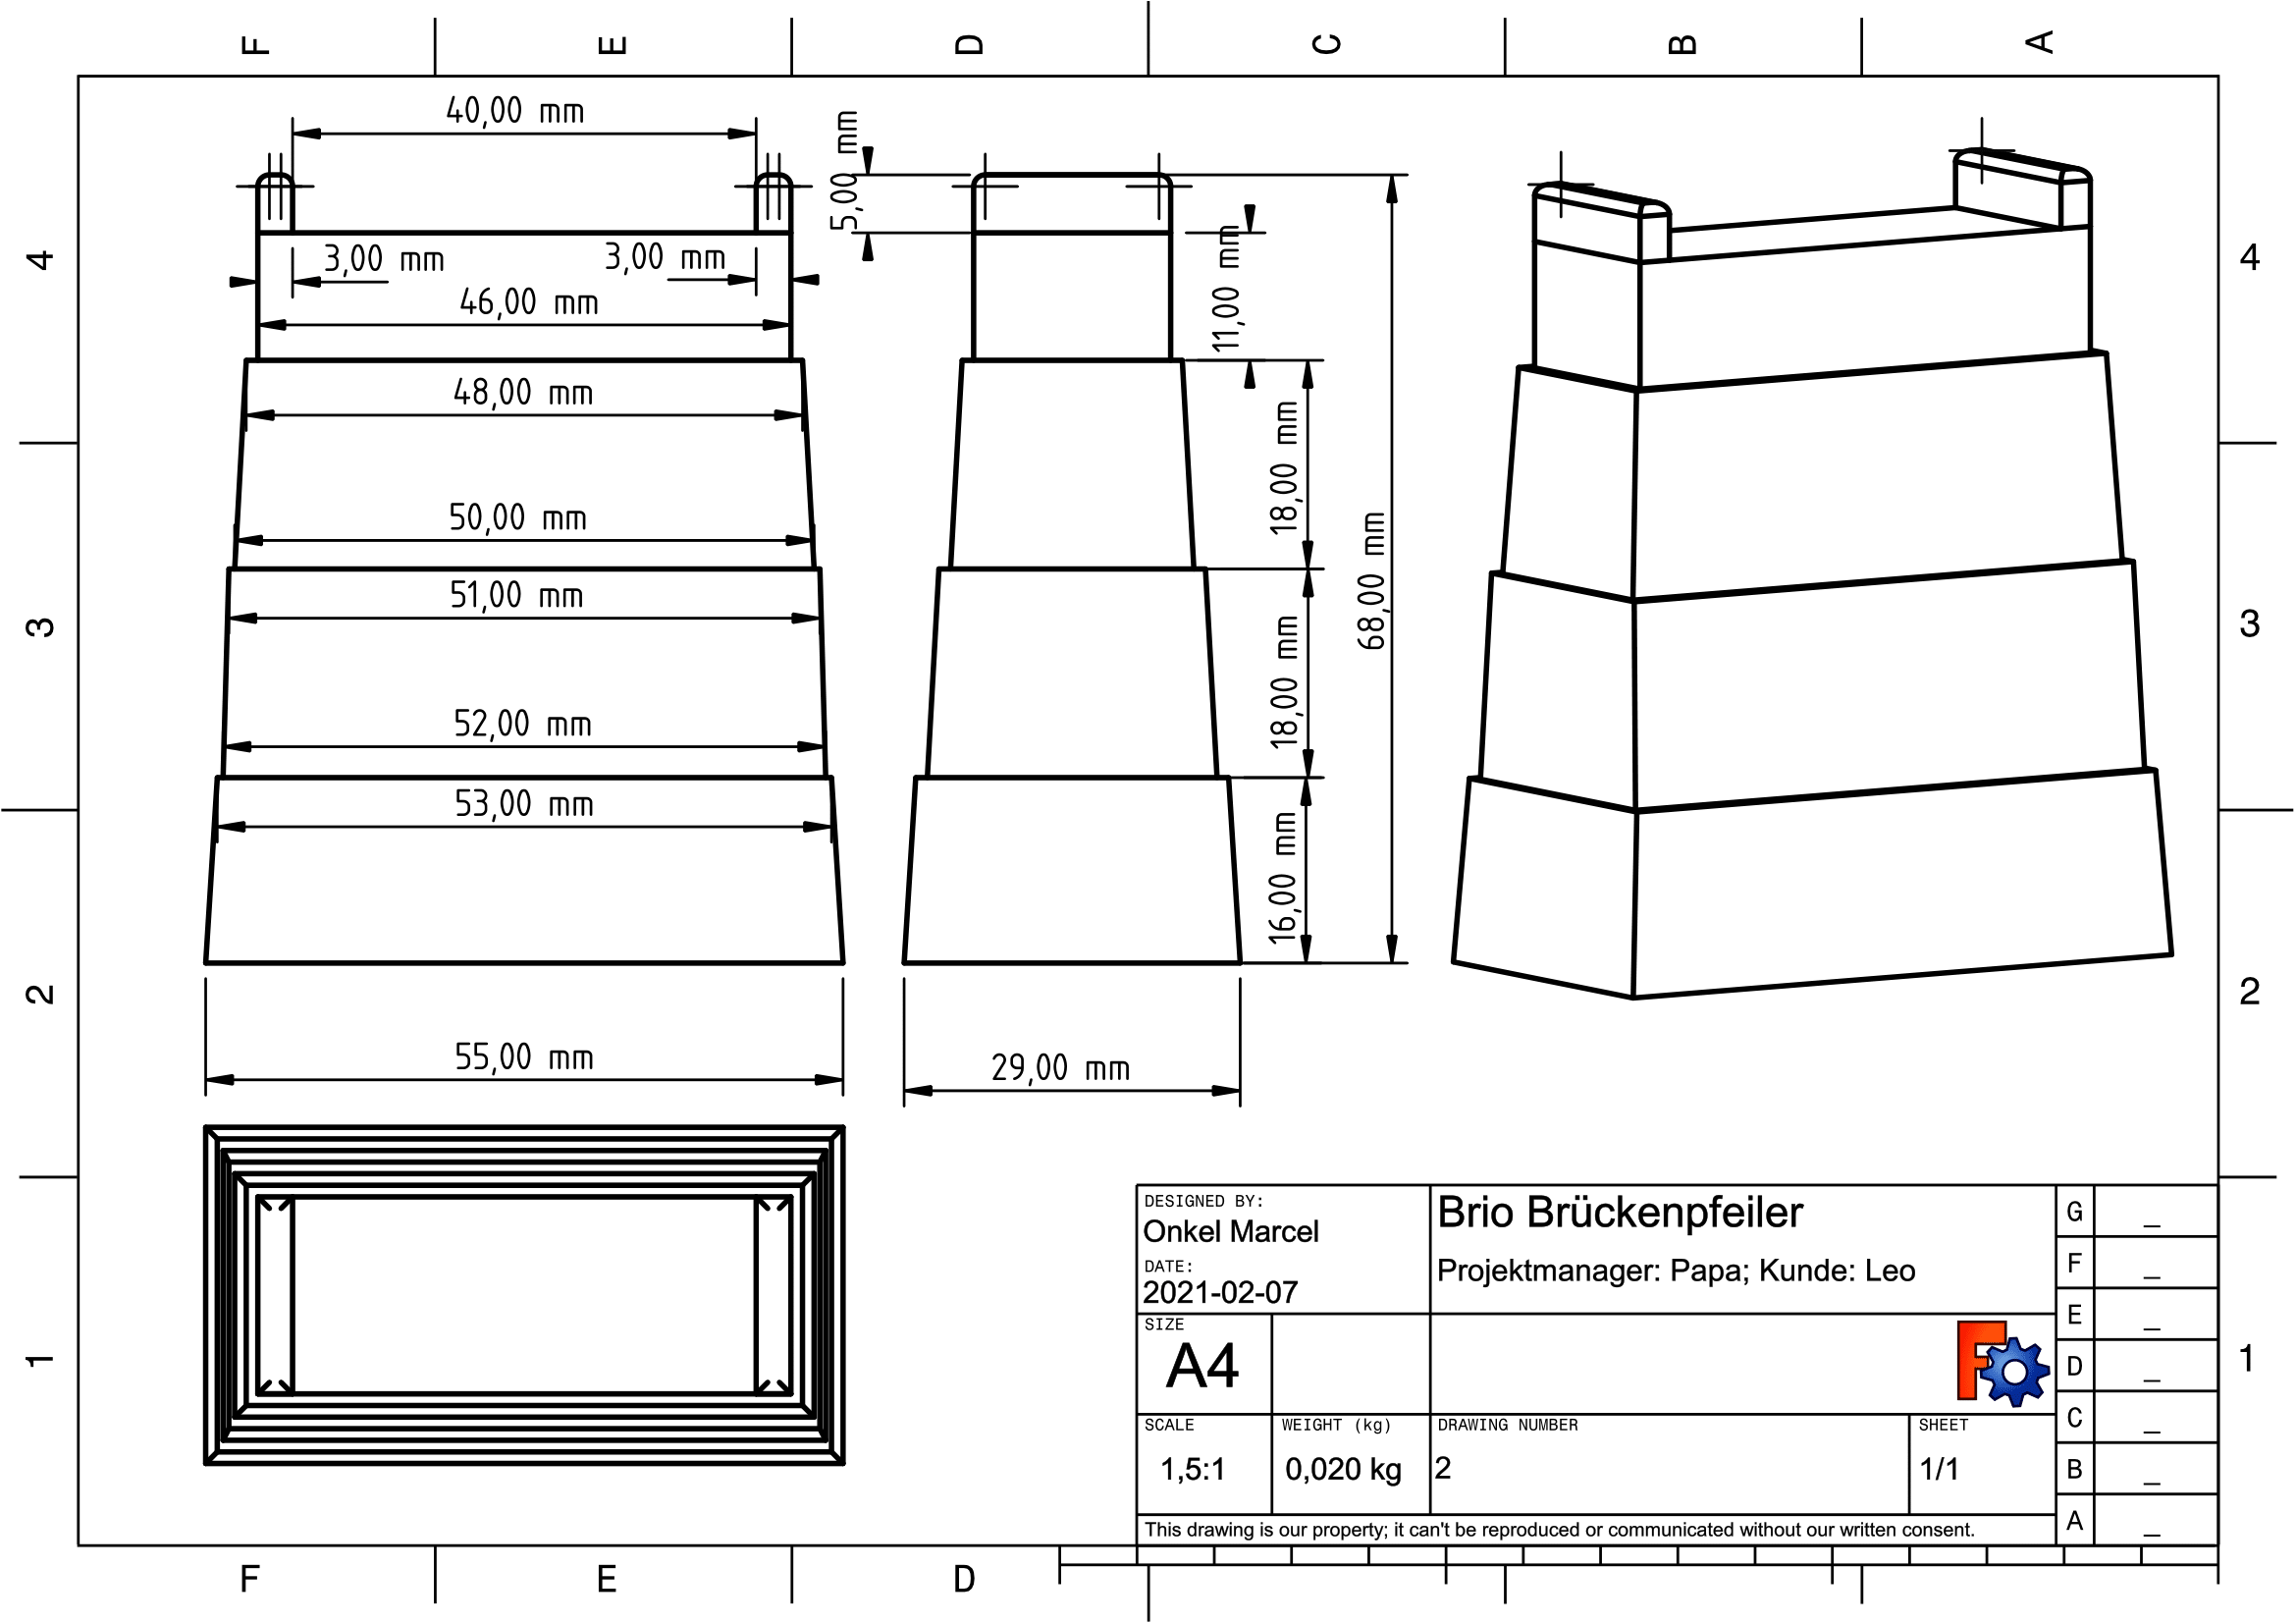 F E D C B A
40,00 mm
5,00 mm
3,00 mm
3,00 mm
46,00 mm
11,00 mm
4
4
48,00 mm
18,00 mm
50,00 mm
68,00 mm
51,00 mm
3
3
18,00 mm
52,00 mm
53,00 mm
16,00 mm
2
2
55,00 mm
29,00 mm
DESIGNED BY:
Onkel Marcel
DATE:
2021-02-07
Brio Brückenpfeiler
Projektmanager: Papa; Kunde: Leo
SIZE
A4
SCALE
1,5:1
WEIGHT (kg)
0,020 kg
DRAWING NUMBER
2
SHEET
1/1
This drawing is our property; it can't be reproduced or communicated without our written consent.
G _
F _
E _
D _
C _
B _
A _
1
1
F E D